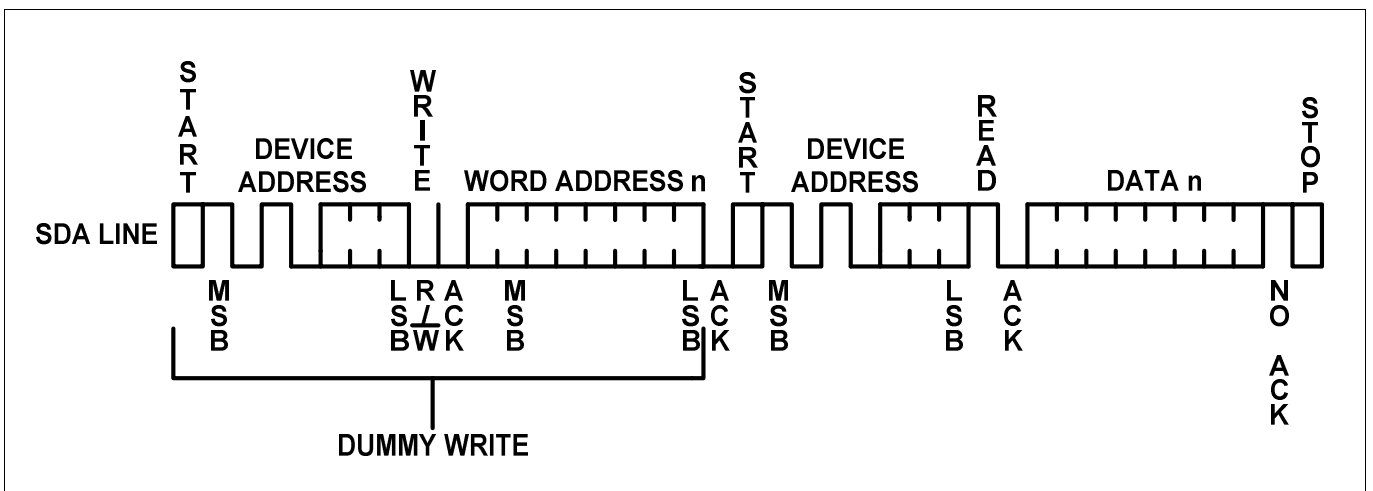 START
DEVICE
ADDRESS
WRITE
WORD ADDRESS n
START
DEVICE
ADDRESS
READ
DATA n
STOP
SDA LINE
MSB
LSB
R/W
ACK
MSB
LSB
ACK
MSB
LSB
ACK
NO ACK
DUMMY WRITE